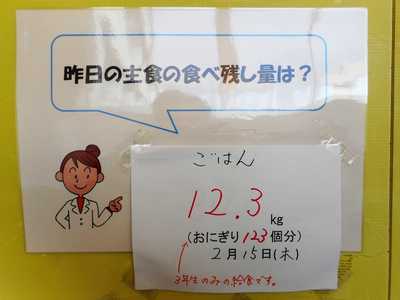 昨日の主食の食べ残し量は？
ごはん
12.3 kg
(おにぎり123個分)
2月15日(木)
3年生のみの給食です。